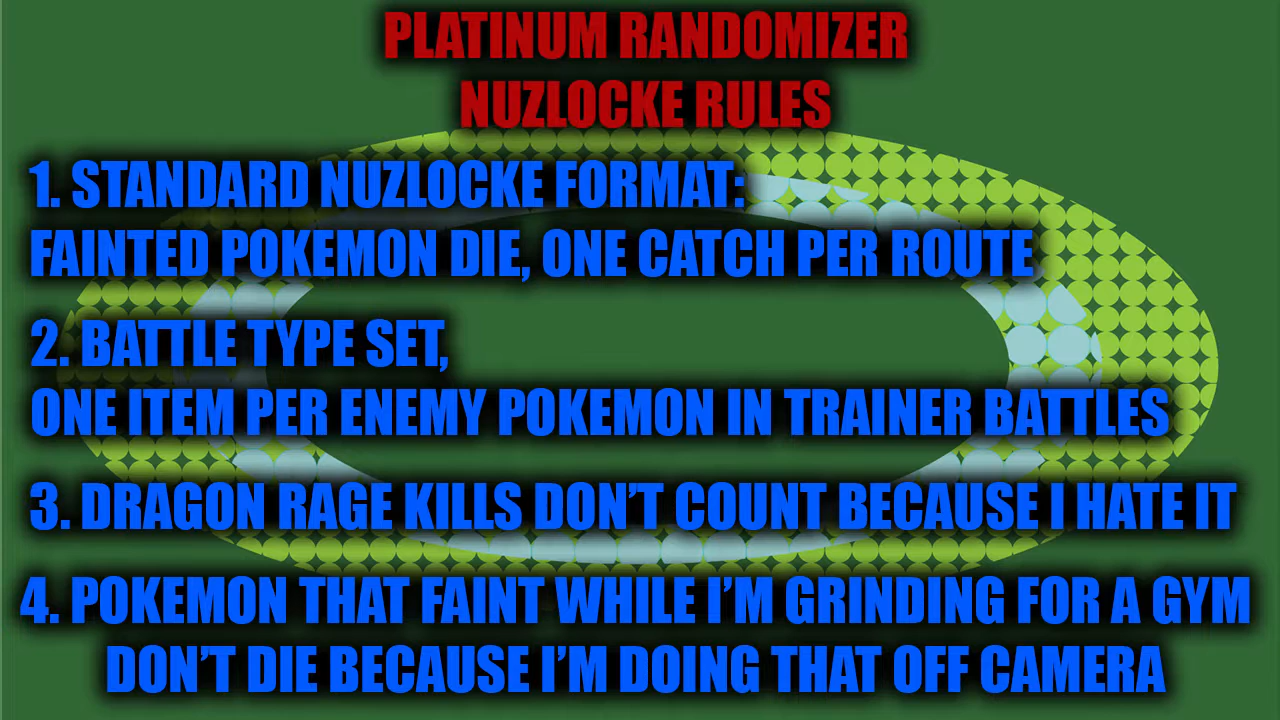 PLATINUM RANDOMIZER
NUZLOCKE RULES
1. STANDARD NUZLOCKE FORMAT:
FAINTED POKEMON DIE, ONE CATCH PER ROUTE
2. BATTLE TYPE SET,
ONE ITEM PER ENEMY POKEMON IN TRAINER BATTLES
3. DRAGON RAGE KILLS DON’T COUNT BECAUSE I HATE IT
4. POKEMON THAT FAINT WHILE I’M GRINDING FOR A GYM
DON’T DIE BECAUSE I’M DOING THAT OFF CAMERA